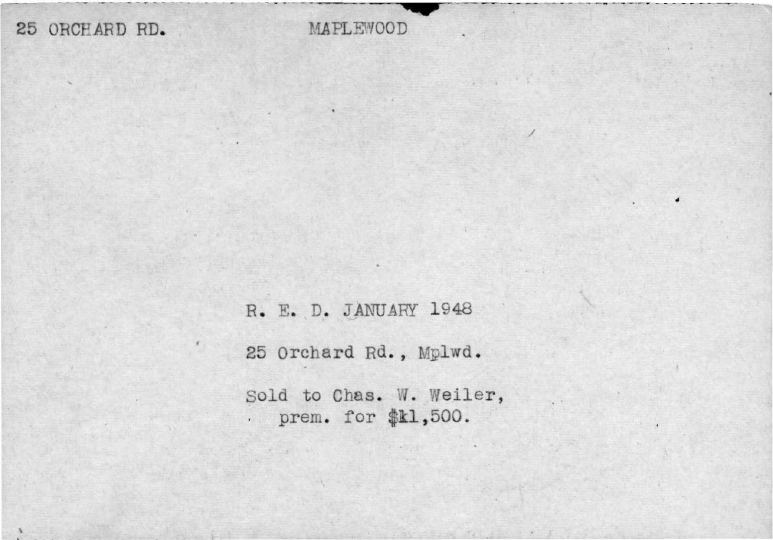 25 ORCHARD RD. MAPLEWOOD
R. E. D. JANUARY 1948
25 Orchard Rd., Mplwd.
Sold to Chas. W. Weiler,
prem. for $k1,500.